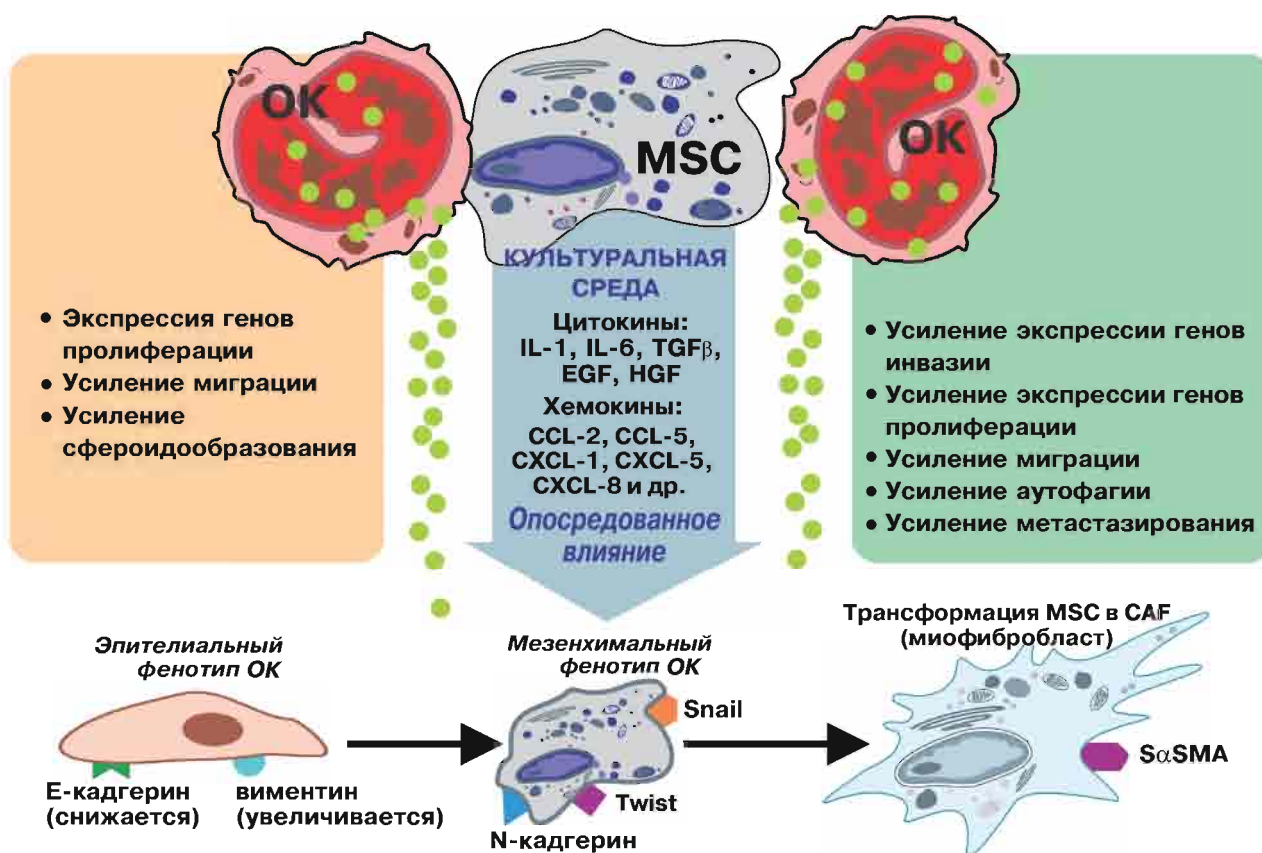 ОК
MSC
ОК
КУЛЬТУРАЛЬНАЯ
СРЕДА
Цитокины:
IL-1, IL-6, TGFβ,
EGF, HGF
Хемокины:
CCL-2, CCL-5,
CXCL-1, CXCL-5,
CXCL-8 и др.
Опосредованное
влияние
• Экспрессия генов
пролиферации
• Усиление миграции
• Усиление
сфероидообразования
• Усиление экспрессии генов
инвазии
• Усиление экспрессии генов
пролиферации
• Усиление миграции
• Усиление аутофагии
• Усиление метастазирования
Эпителиальный
фенотип ОК
Е-кадгерин
(снижается)
виментин
(увеличивается)
Мезенхимальный
фенотип ОК
Snail
Twist
N-кадгерин
Трансформация MSC в CAF
(миофибробласт)
SαSMA